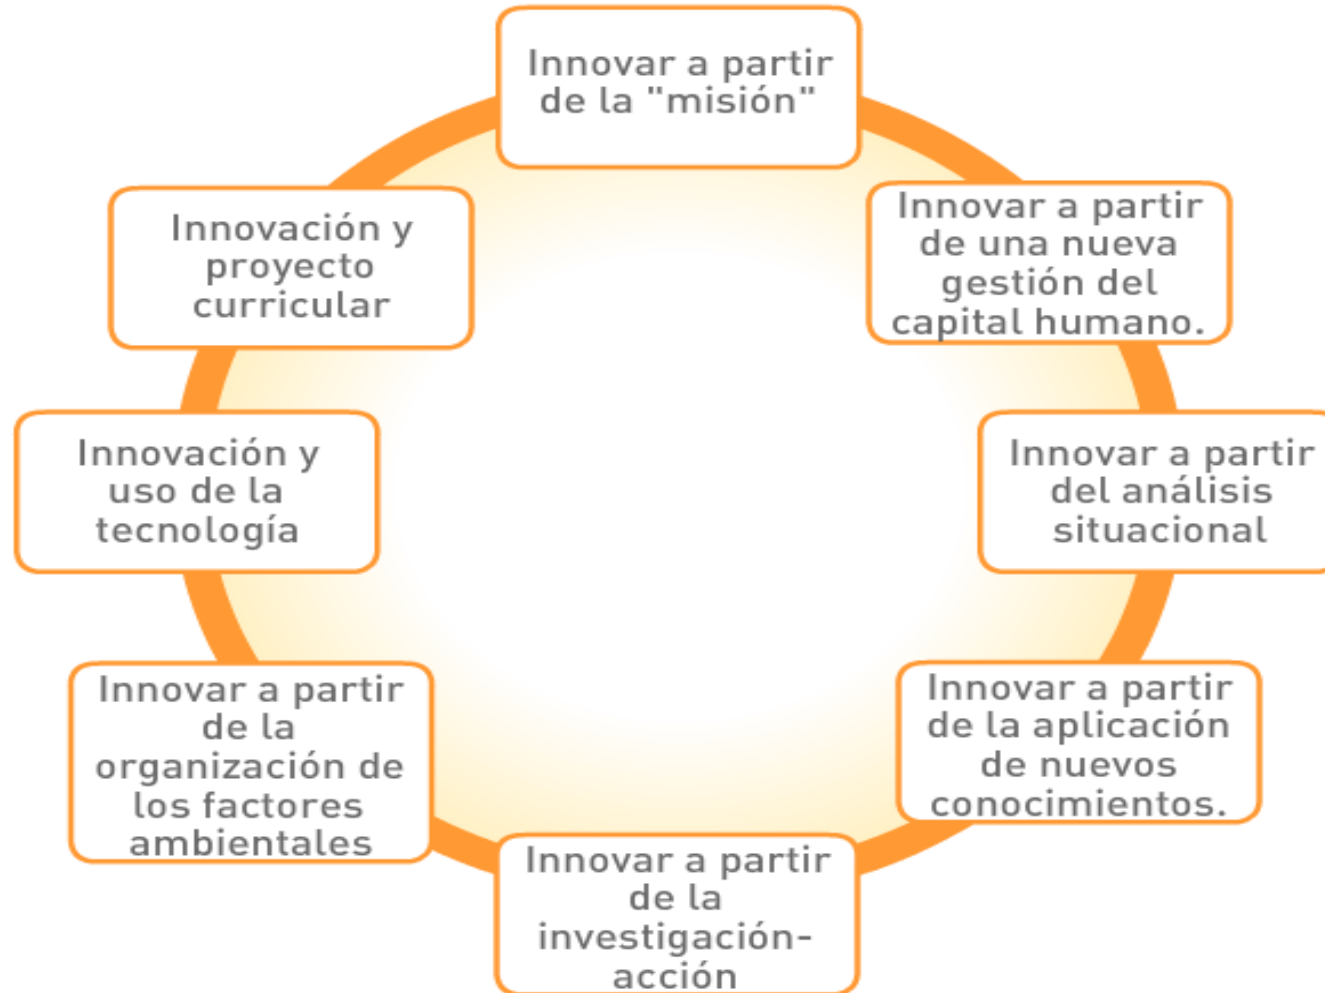 Innovar a partir
de la "misión"
Innovar a partir
de una nueva
gestión del
capital humano.
Innovar a partir
del análisis
situacional
Innovar a partir
de la aplicación
de nuevos
conocimientos.
Innovar a partir
de la
investigación-
acción
Innovar a partir
de la
organización de
los factores
ambientales
Innovación y
uso de la
tecnología
Innovación y
proyecto
curricular